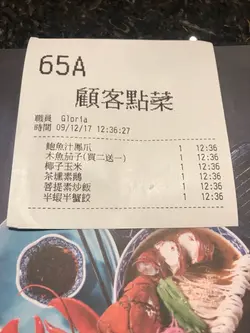 65A
顧客點菜
職員 Gloria
時間 09/12/17 12:36:27
鮑魚汁鳳爪 1 12:36
木魚茄子(買二送一) 1 12:36
椰子玉米 1 12:36
茶燻素鵝 1 12:36
菩提素炒飯 1 12:36
半蝦半蟹餃 1 12:36